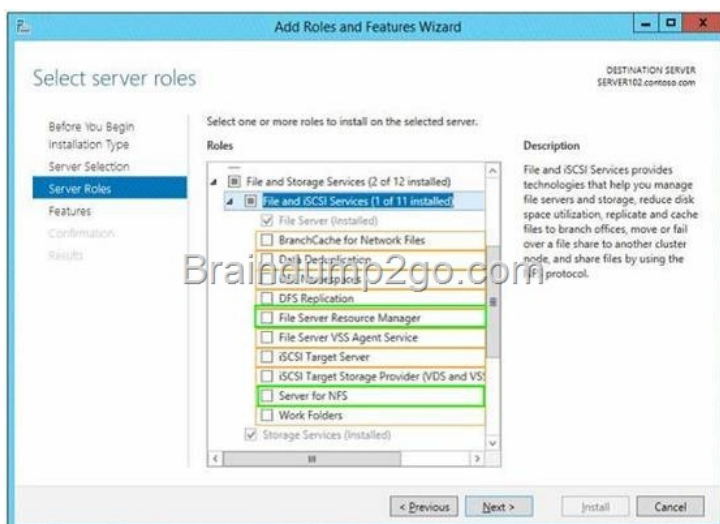 Add Roles and Features Wizard
Select server roles
DESTINATION SERVER
SERVER102.contoso.com
Before You Begin
Installation Type
Server Selection
Server Roles
Features
Confirmation
Results
Select one or more roles to install on the selected server.
Roles
File and Storage Services (2 of 12 installed)
File and iSCSI Services (1 of 11 installed)
File Server (Installed)
BranchCache for Network Files
Data Deduplication
DFS Namespaces
DFS Replication
File Server Resource Manager
File Server VSS Agent Service
iSCSI Target Server
iSCSI Target Storage Provider (VDS and VSS
Server for NFS
Work Folders
Storage Services (Installed)
Description
File and iSCSI Services provides
technologies that help you manage
file servers and storage, reduce disk
space utilization, replicate and cache
files to branch offices, move or fail
over a file share to another cluster
node, and share files by using the
NFS protocol.
Braindump2go.com
< Previous
Next >
Install
Cancel